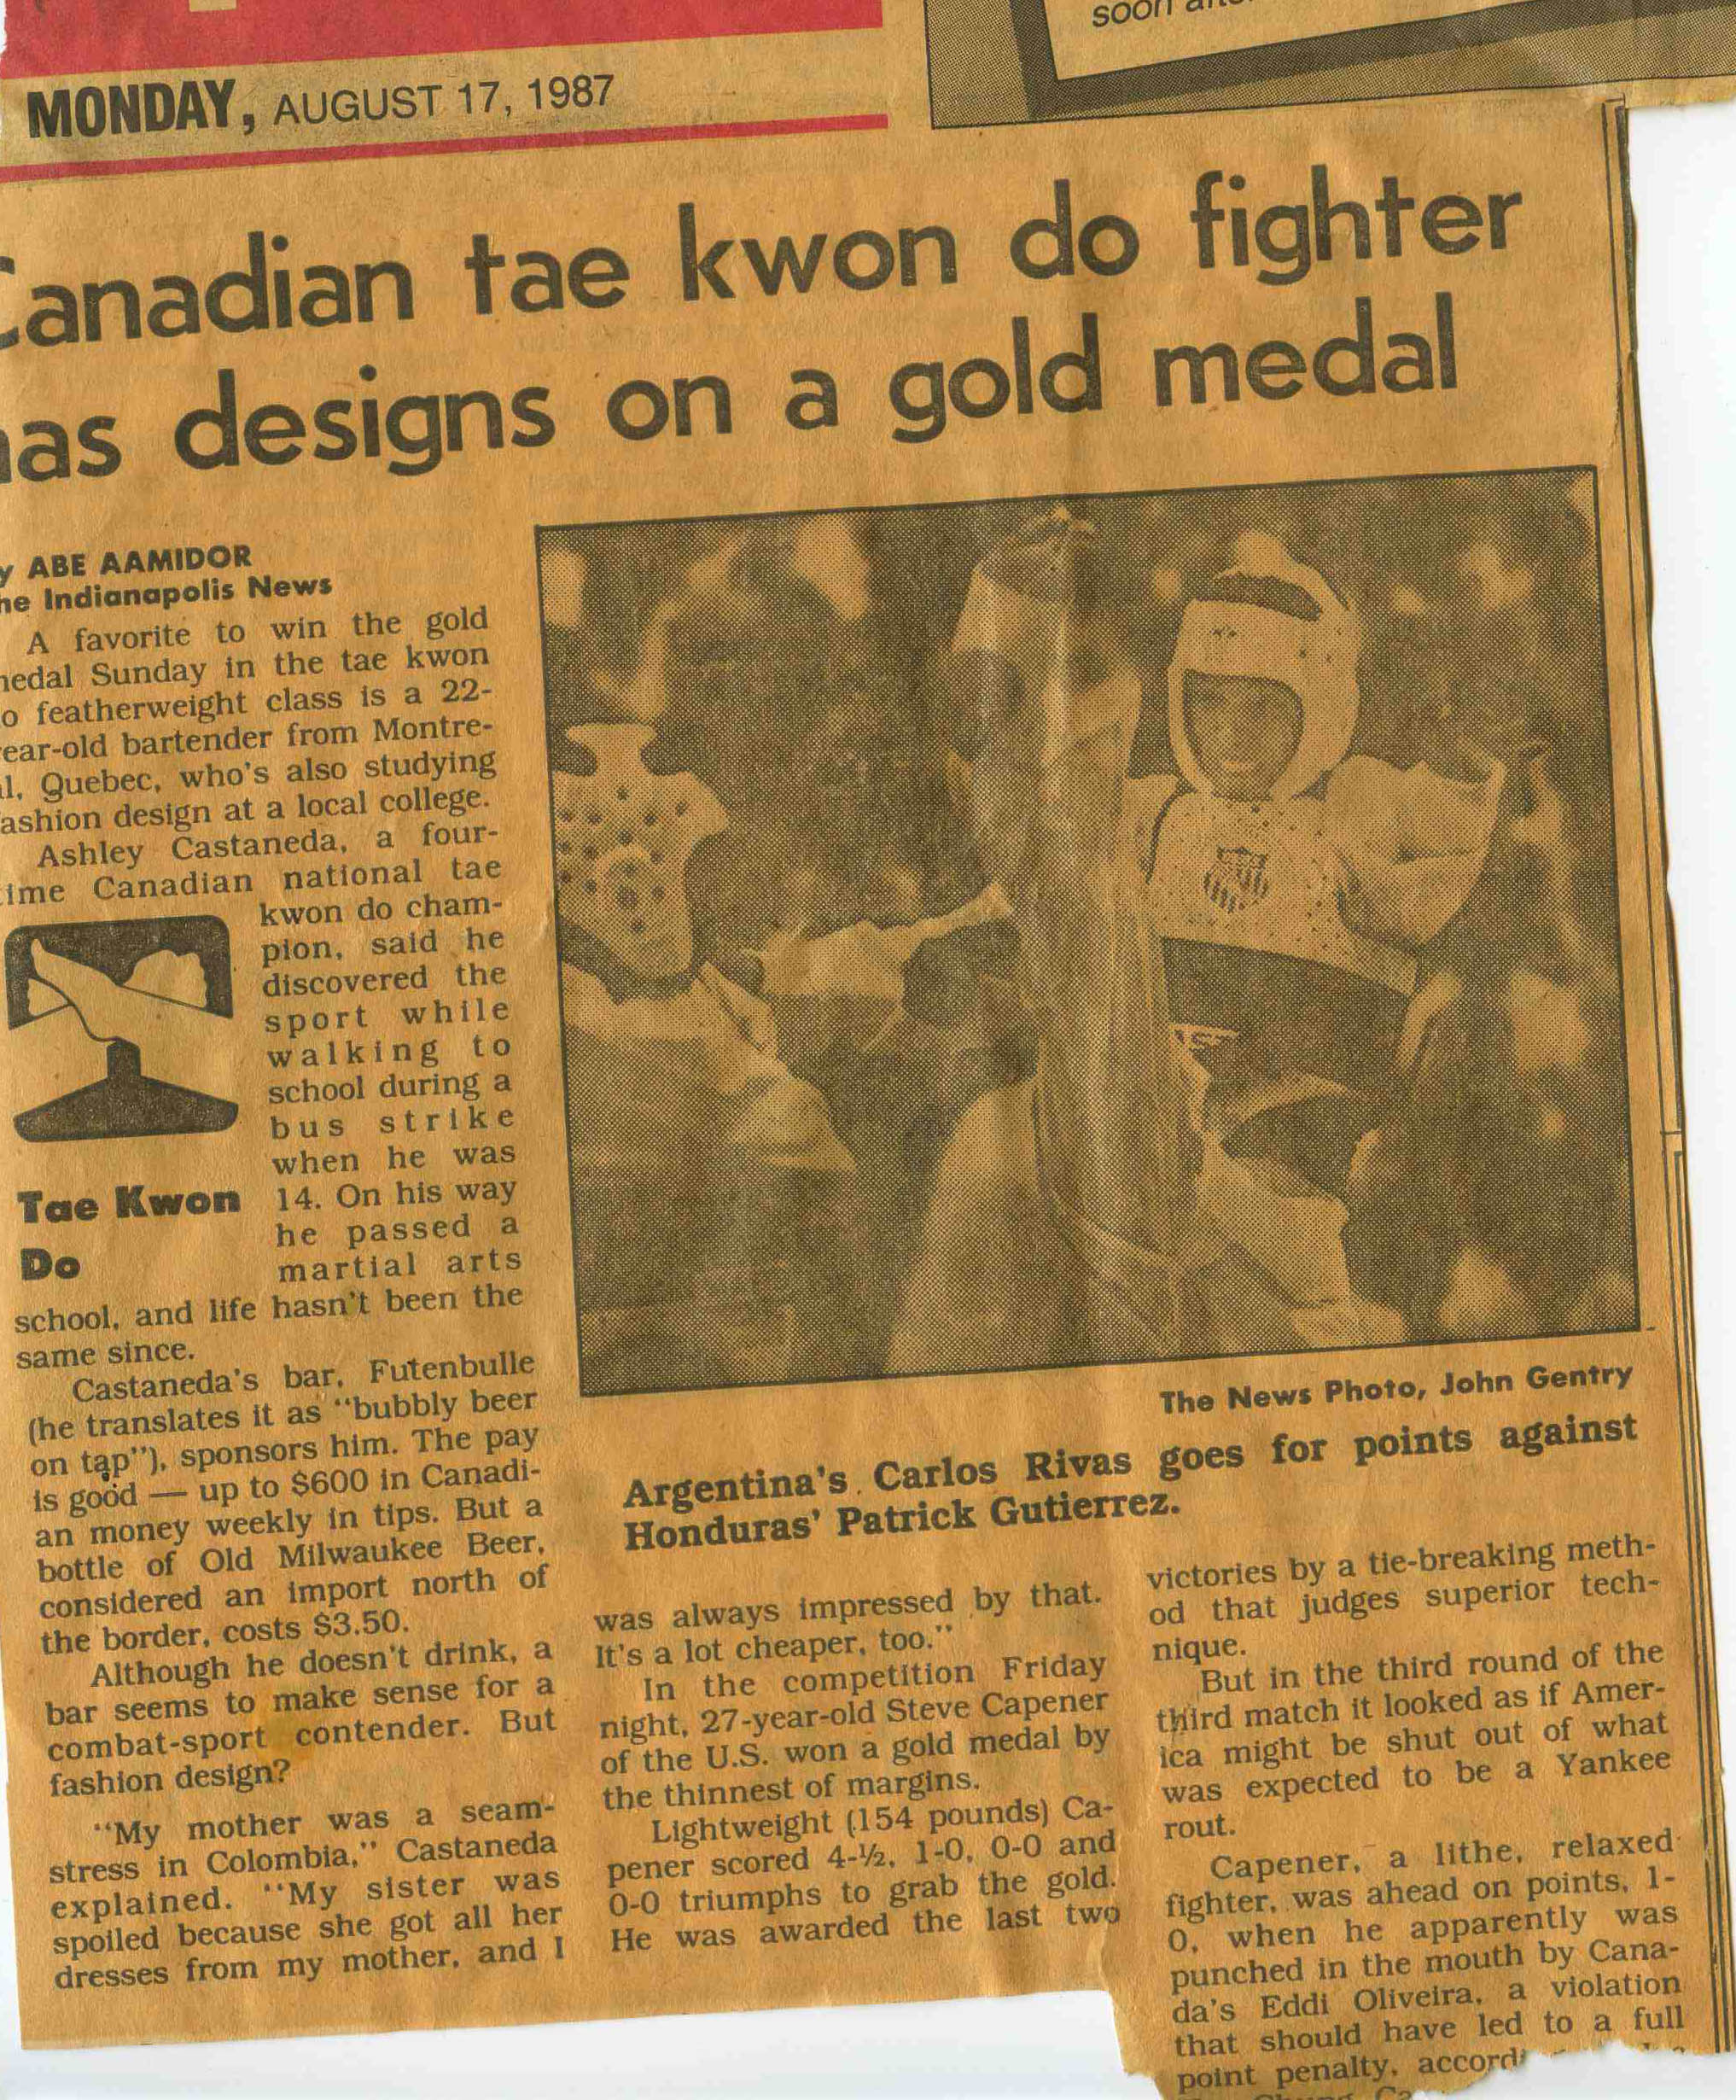 soon
MONDAY, AUGUST 17, 1987
Canadian tae kwon do fighter
has designs on a gold medal
y ABE AAMIDOR
he Indianapolis News
A favorite to win the gold
medal Sunday in the tae kwon
o featherweight class is a 22-
year-old bartender from Montre-
al, Quebec, who's also studying
fashion design at a local college.
Ashley Castaneda, a four-
time Canadian national tae
kwon do cham-
pion, said he
discovered the
sport while
walking to
school during a
bus strike
when he was
14. On his way
he passed a
martial arts
Tae Kwon
Do
school, and life hasn't been the
same since.
Castaneda's bar, Futenbulle
(he translates it as "bubbly beer
on tap"), sponsors him. The pay
is good — up to $600 in Canadi-
an money weekly in tips. But a
bottle of Old Milwaukee Beer,
considered an import north of
the border, costs $3.50.
Although he doesn't drink, a
bar seems to make sense for a
combat-sport contender. But
fashion design?
"My mother was a seam-
stress in Colombia," Castaneda
explained. "My sister was
spoiled because she got all her
dresses from my mother, and I
The News Photo, John Gentry
Argentina's Carlos Rivas goes for points against
Honduras' Patrick Gutierrez.
was always impressed by that.
It's a lot cheaper, too."
In the competition Friday
night, 27-year-old Steve Capener
of the U.S. won a gold medal by
the thinnest of margins.
Lightweight (154 pounds) Ca-
pener scored 4-½, 1-0, 0-0 and
0-0 triumphs to grab the gold.
He was awarded the last two
victories by a tie-breaking meth-
od that judges superior tech-
nique.
But in the third round of the
third match it looked as if Amer-
ica might be shut out of what
was expected to be a Yankee
rout.
Capener, a lithe, relaxed
fighter, was ahead on points, 1-
0, when he apparently was
punched in the mouth by Cana-
da's Eddi Oliveira, a violation
that should have led to a full
point penalty,